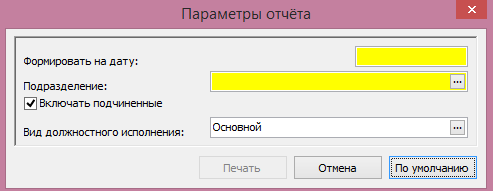 Параметры отчёта
Формировать на дату:
Подразделение:
Включать подчиненные
Вид должностного исполнения: Основной
Печать Отмена По умолчанию